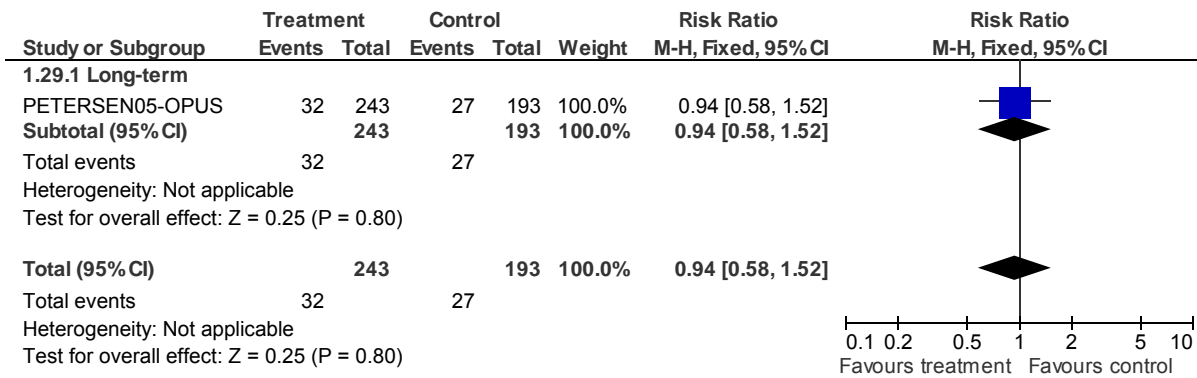 Treatment Control Risk Ratio Risk Ratio
Study or Subgroup Events Total Events Total Weight M-H, Fixed, 95% CI M-H, Fixed, 95% CI
1.29.1 Long-term
PETERSEN05-OPUS 32 243 27 193 100.0% 0.94 [0.58, 1.52]
Subtotal (95% CI) 243 193 100.0% 0.94 [0.58, 1.52]
Total events 32 27
Heterogeneity: Not applicable
Test for overall effect: Z = 0.25 (P = 0.80)
Total (95% CI) 243 193 100.0% 0.94 [0.58, 1.52]
Total events 32 27
Heterogeneity: Not applicable
Test for overall effect: Z = 0.25 (P = 0.80)
0.1 0.2 0.5 1 2 5 10
Favours treatment Favours control